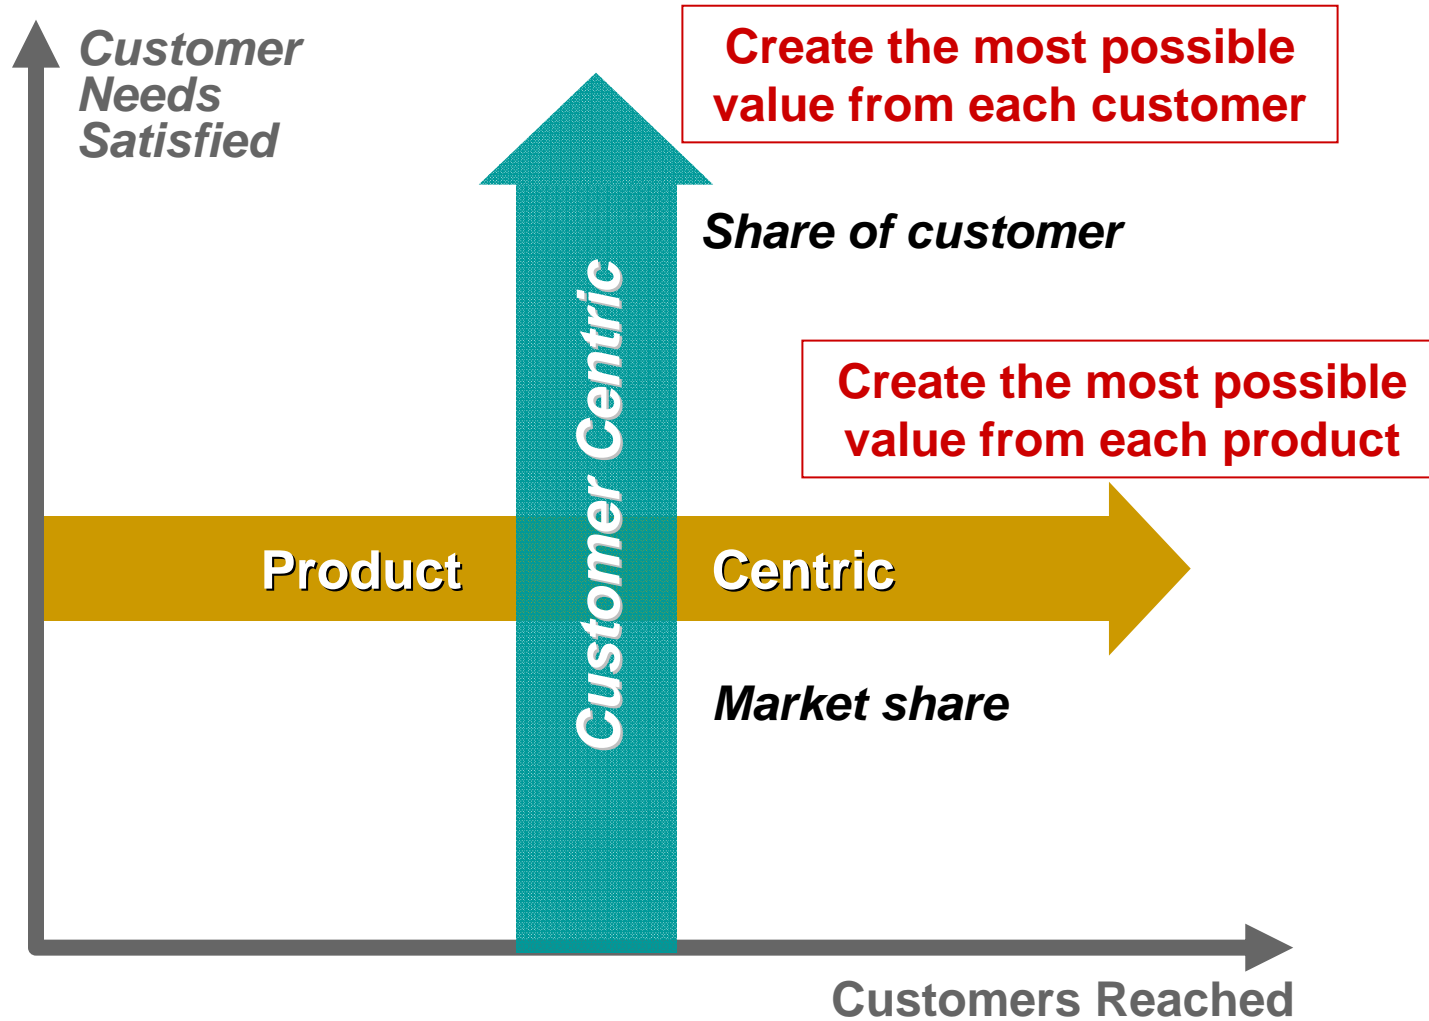 Customer
Needs
Satisfied
Create the most possible
value from each customer
Share of customer
Customer Centric
Create the most possible
value from each product
Product Centric
Market share
Customers Reached